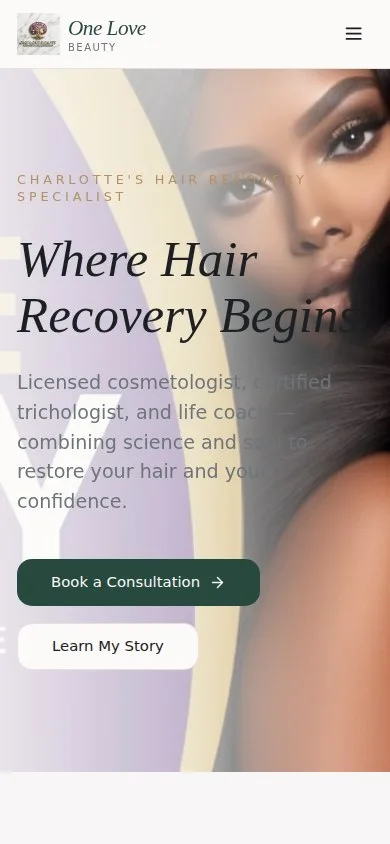 One Love
BEAUTY
CHARLOTTE'S HAIR RECOVERY
SPECIALIST
Where Hair
Recovery Begins
Licensed cosmetologist, certified
trichologist, and life coach —
combining science and soul to
restore your hair and your
confidence.
Book a Consultation →
Learn My Story